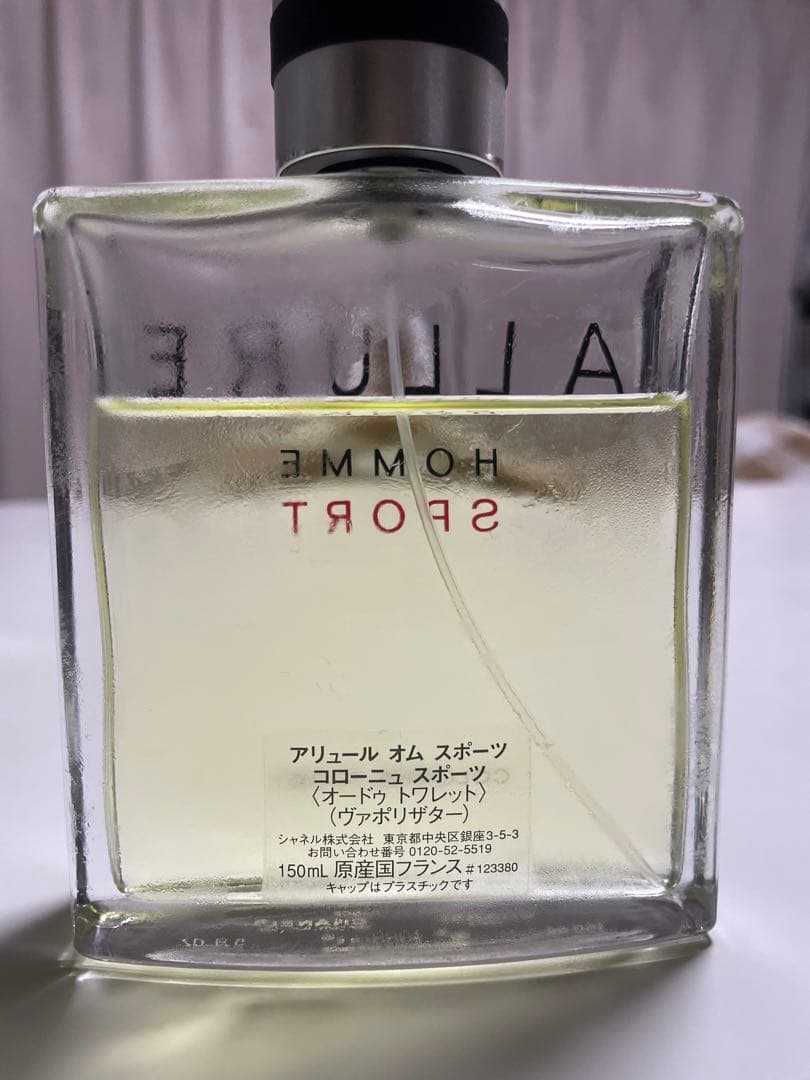 ALLURE
HOMME
SPORT
アリュール オム スポーツ
コローニュ スポーツ
〈オードゥ トワレット〉
(ヴァポリザター)
シャネル株式会社 東京都中央区銀座3-5-3
お問い合わせ番号 0120-52-5519
150mL 原産国フランス #123380
キャップはプラスチックです